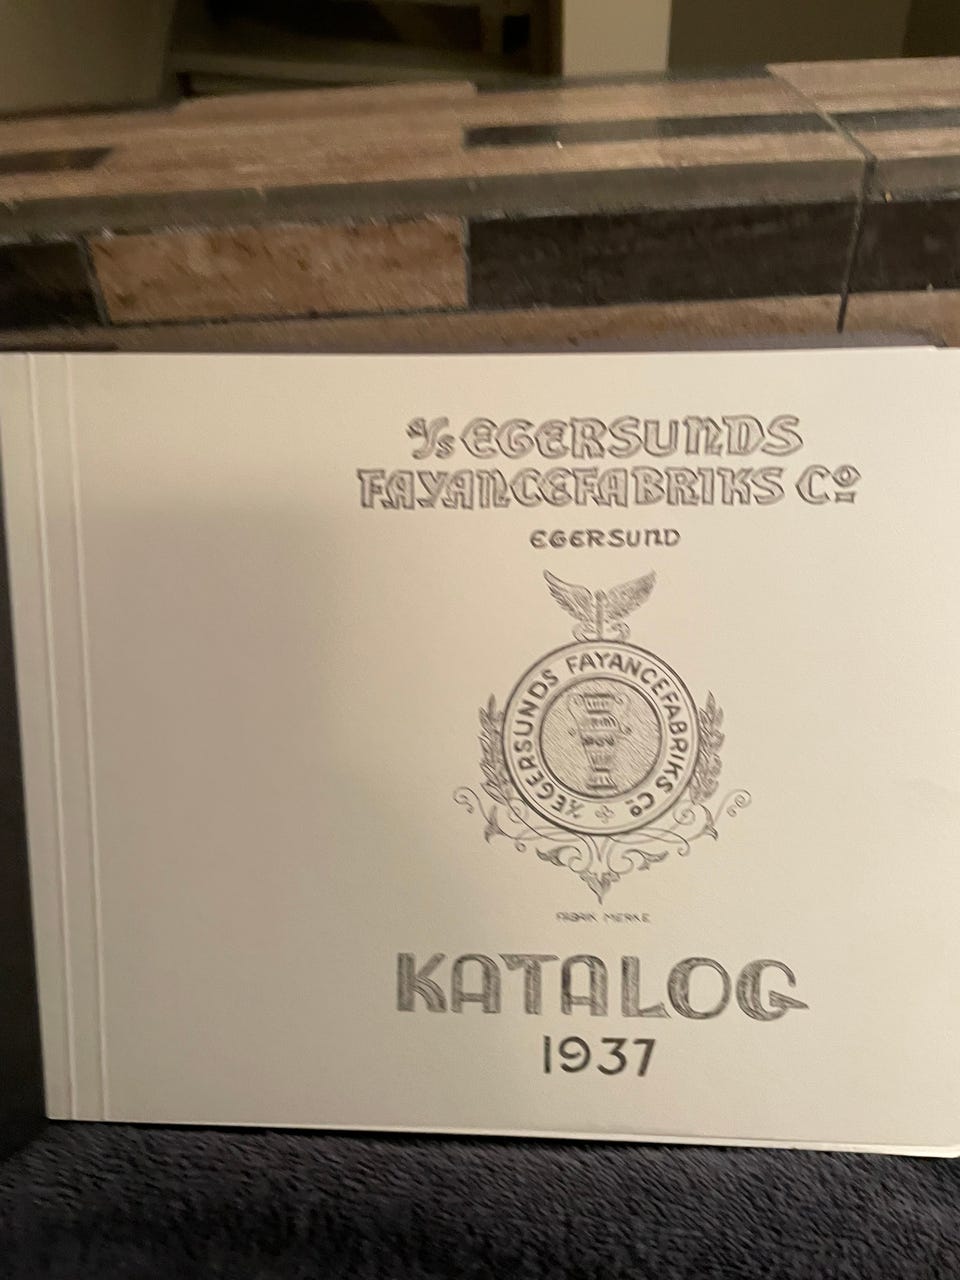 A/S EGERSUNDS
FAYANCEFABRIKS Cº
EGERSUND
A/S EGERSUNDS FAYANCEFABRIKS Cº
FABRIK MERKE
KATALOG
1937